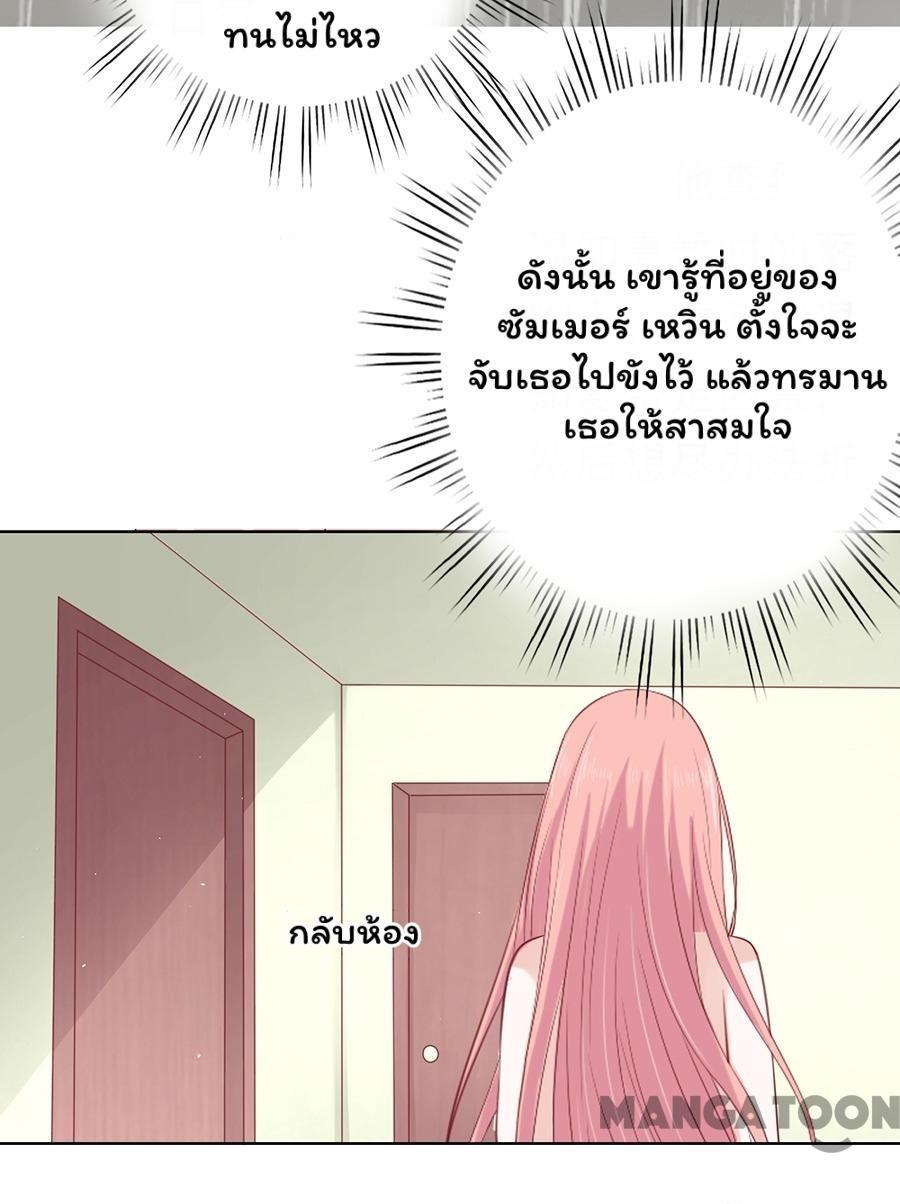 ทนไม่ไหว
ดังนั้น เขารู้ที่อยู่ของ
ซัมเมอร์ เหวิน ตั้งใจจะ
จับเธอไปขังไว้ แล้วทรมาน
เธอให้สาสมใจ
กลับห้อง
MANGATOON